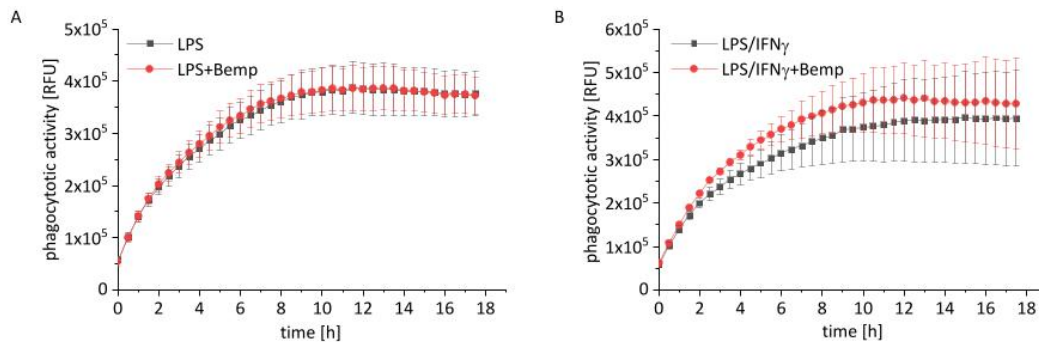 A
phagocytotic activity [RFU]
5x10⁵
4x10⁵
3x10⁵
2x10⁵
1x10⁵
0
LPS
LPS+Bemp
0 2 4 6 8 10 12 14 16 18
time [h]
B
phagocytotic activity [RFU]
6x10⁵
5x10⁵
4x10⁵
3x10⁵
2x10⁵
1x10⁵
0
LPS/IFNγ
LPS/IFNγ+Bemp
0 2 4 6 8 10 12 14 16 18
time [h]